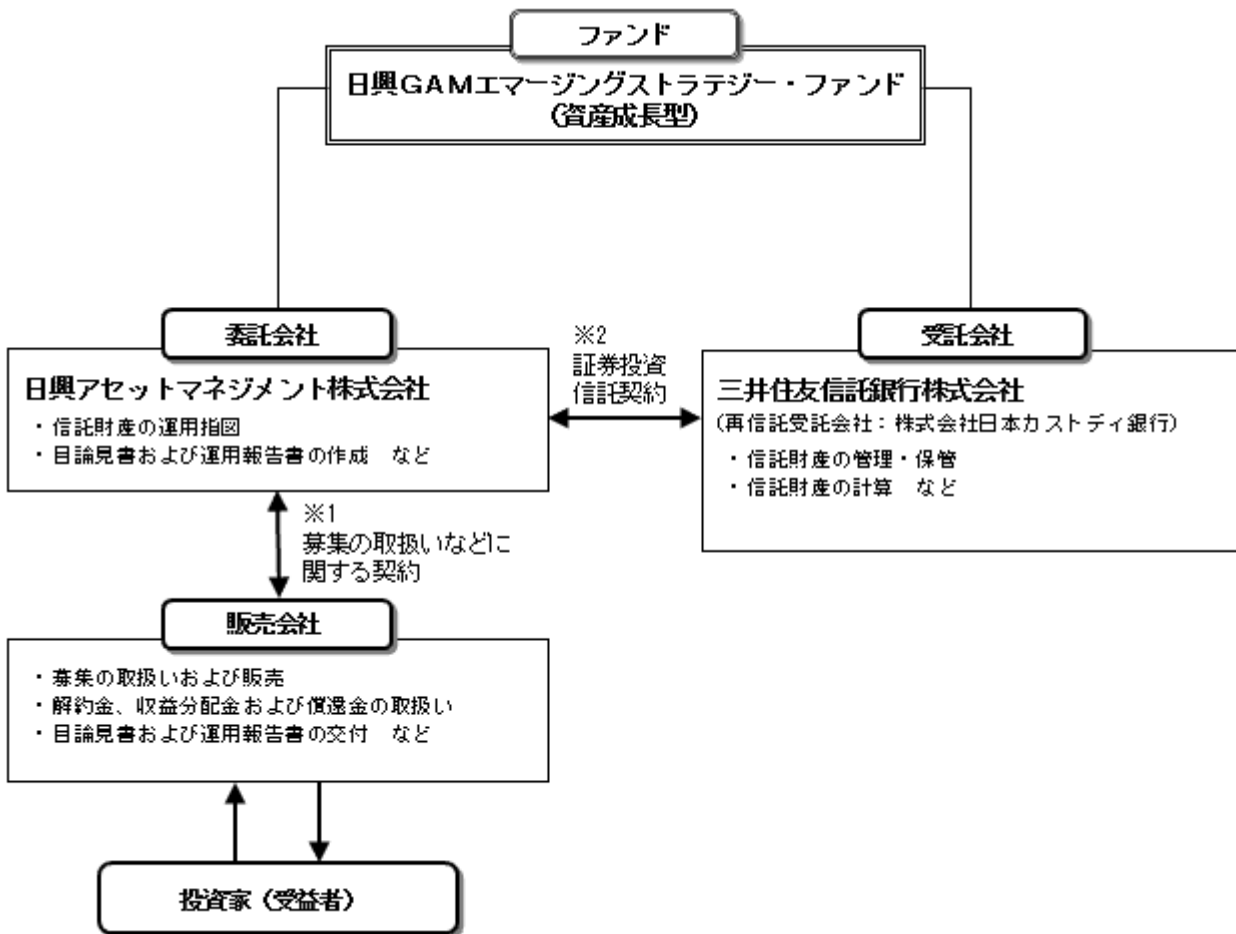 ファンド
日興GAMエマージングストラテジー・ファンド
(資産成長型)
委託会社
日興アセットマネジメント株式会社
・信託財産の運用指図
・目論見書および運用報告書の作成　など
※2
証券投資
信託契約
受託会社
三井住友信託銀行株式会社
(再信託受託会社：株式会社日本カストディ銀行)
・信託財産の管理・保管
・信託財産の計算　など
※1
募集の取扱いなどに
関する契約
販売会社
・募集の取扱いおよび販売
・解約金、収益分配金および償還金の取扱い
・目論見書および運用報告書の交付　など
投資家（受益者）